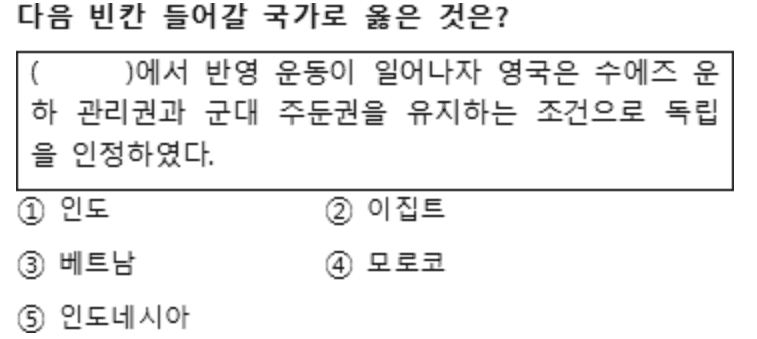 다음 빈칸 들어갈 국가로 옳은 것은?
(      )에서 반영 운동이 일어나자 영국은 수에즈 운
하 관리권과 군대 주둔권을 유지하는 조건으로 독립
을 인정하였다.
① 인도 ② 이집트
③ 베트남 ④ 모로코
⑤ 인도네시아